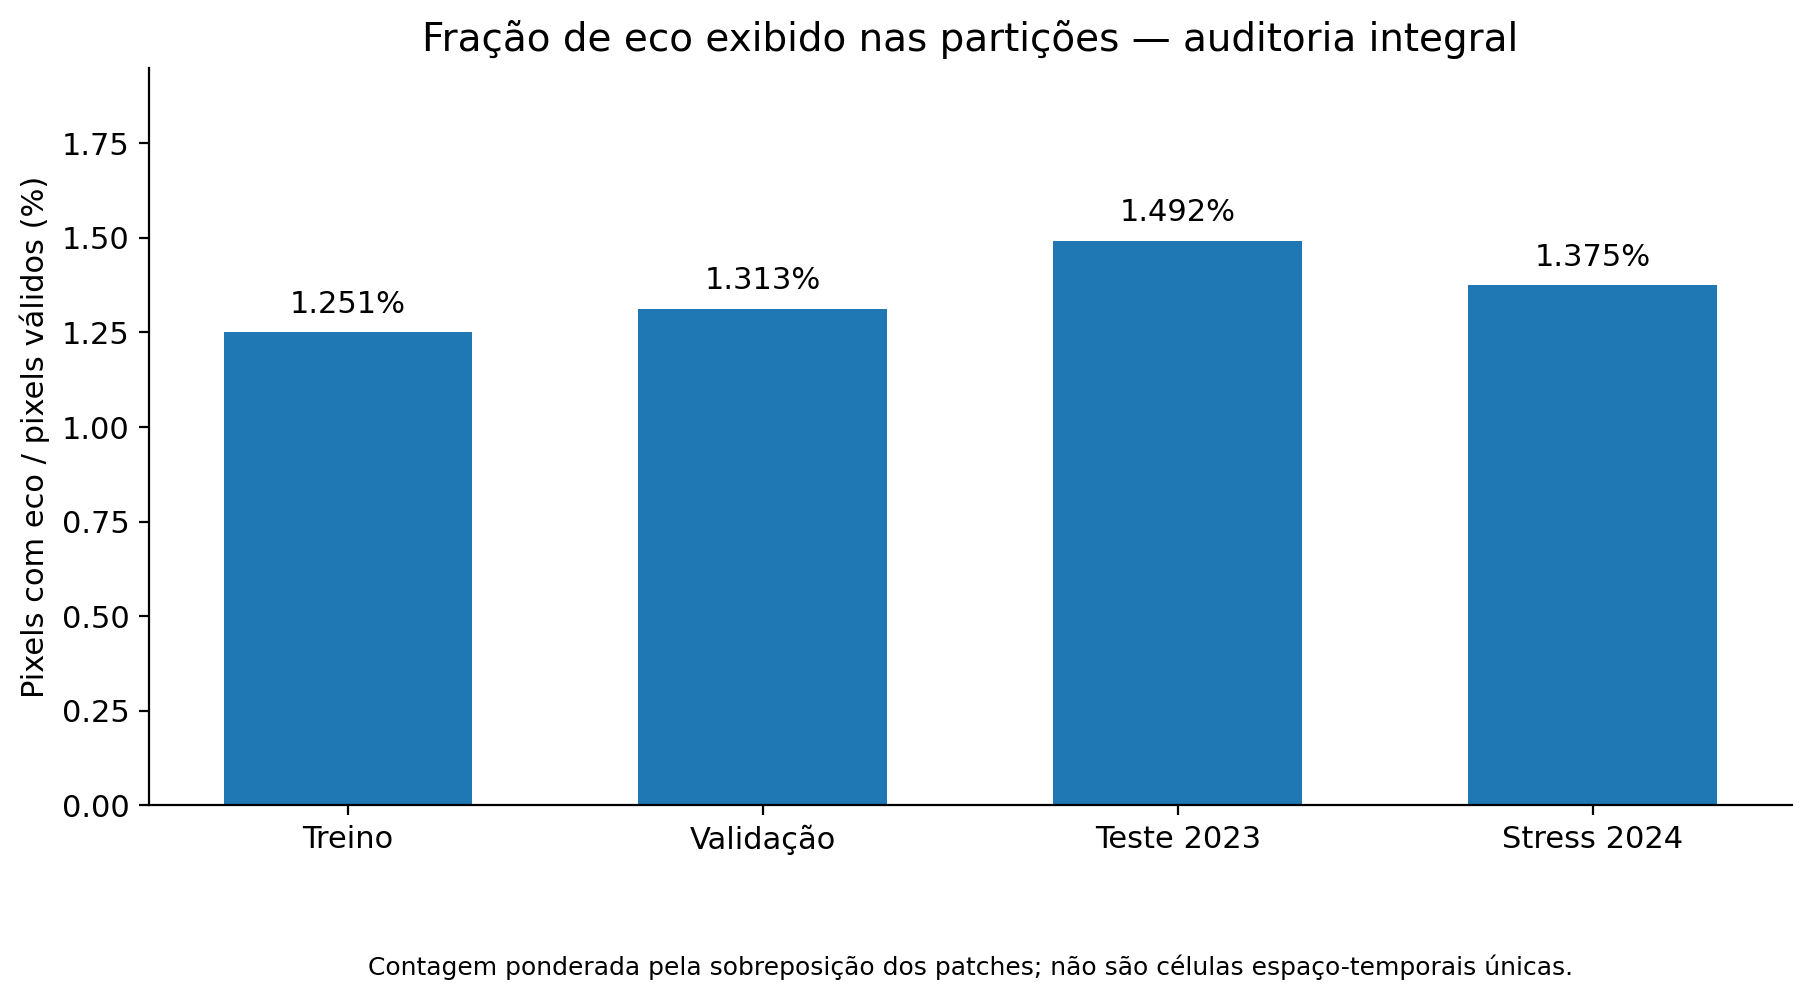 Fração de eco exibido nas partições — auditoria integral
Pixels com eco / pixels válidos (%)
1.75
1.50
1.25
1.00
0.75
0.50
0.25
0.00
1.251%
1.313%
1.492%
1.375%
Treino
Validação
Teste 2023
Stress 2024
Contagem ponderada pela sobreposição dos patches; não são células espaço-temporais únicas.